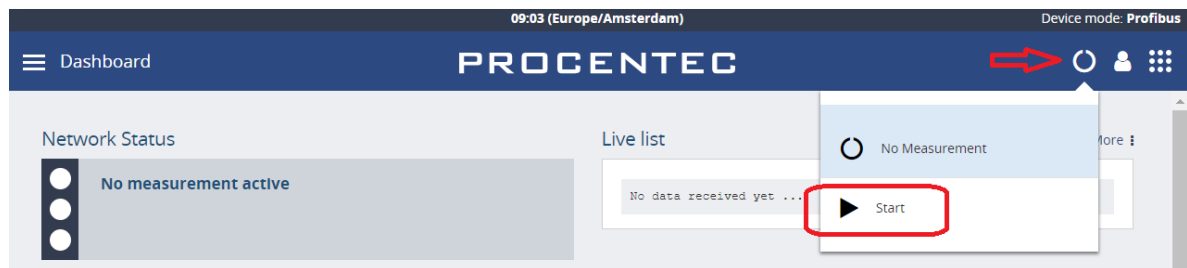 09:03 (Europe/Amsterdam) Device mode: Profibus
Dashboard PROCENTEC
Network Status Live list More
No Measurement
No measurement active
No data received yet ...
Start